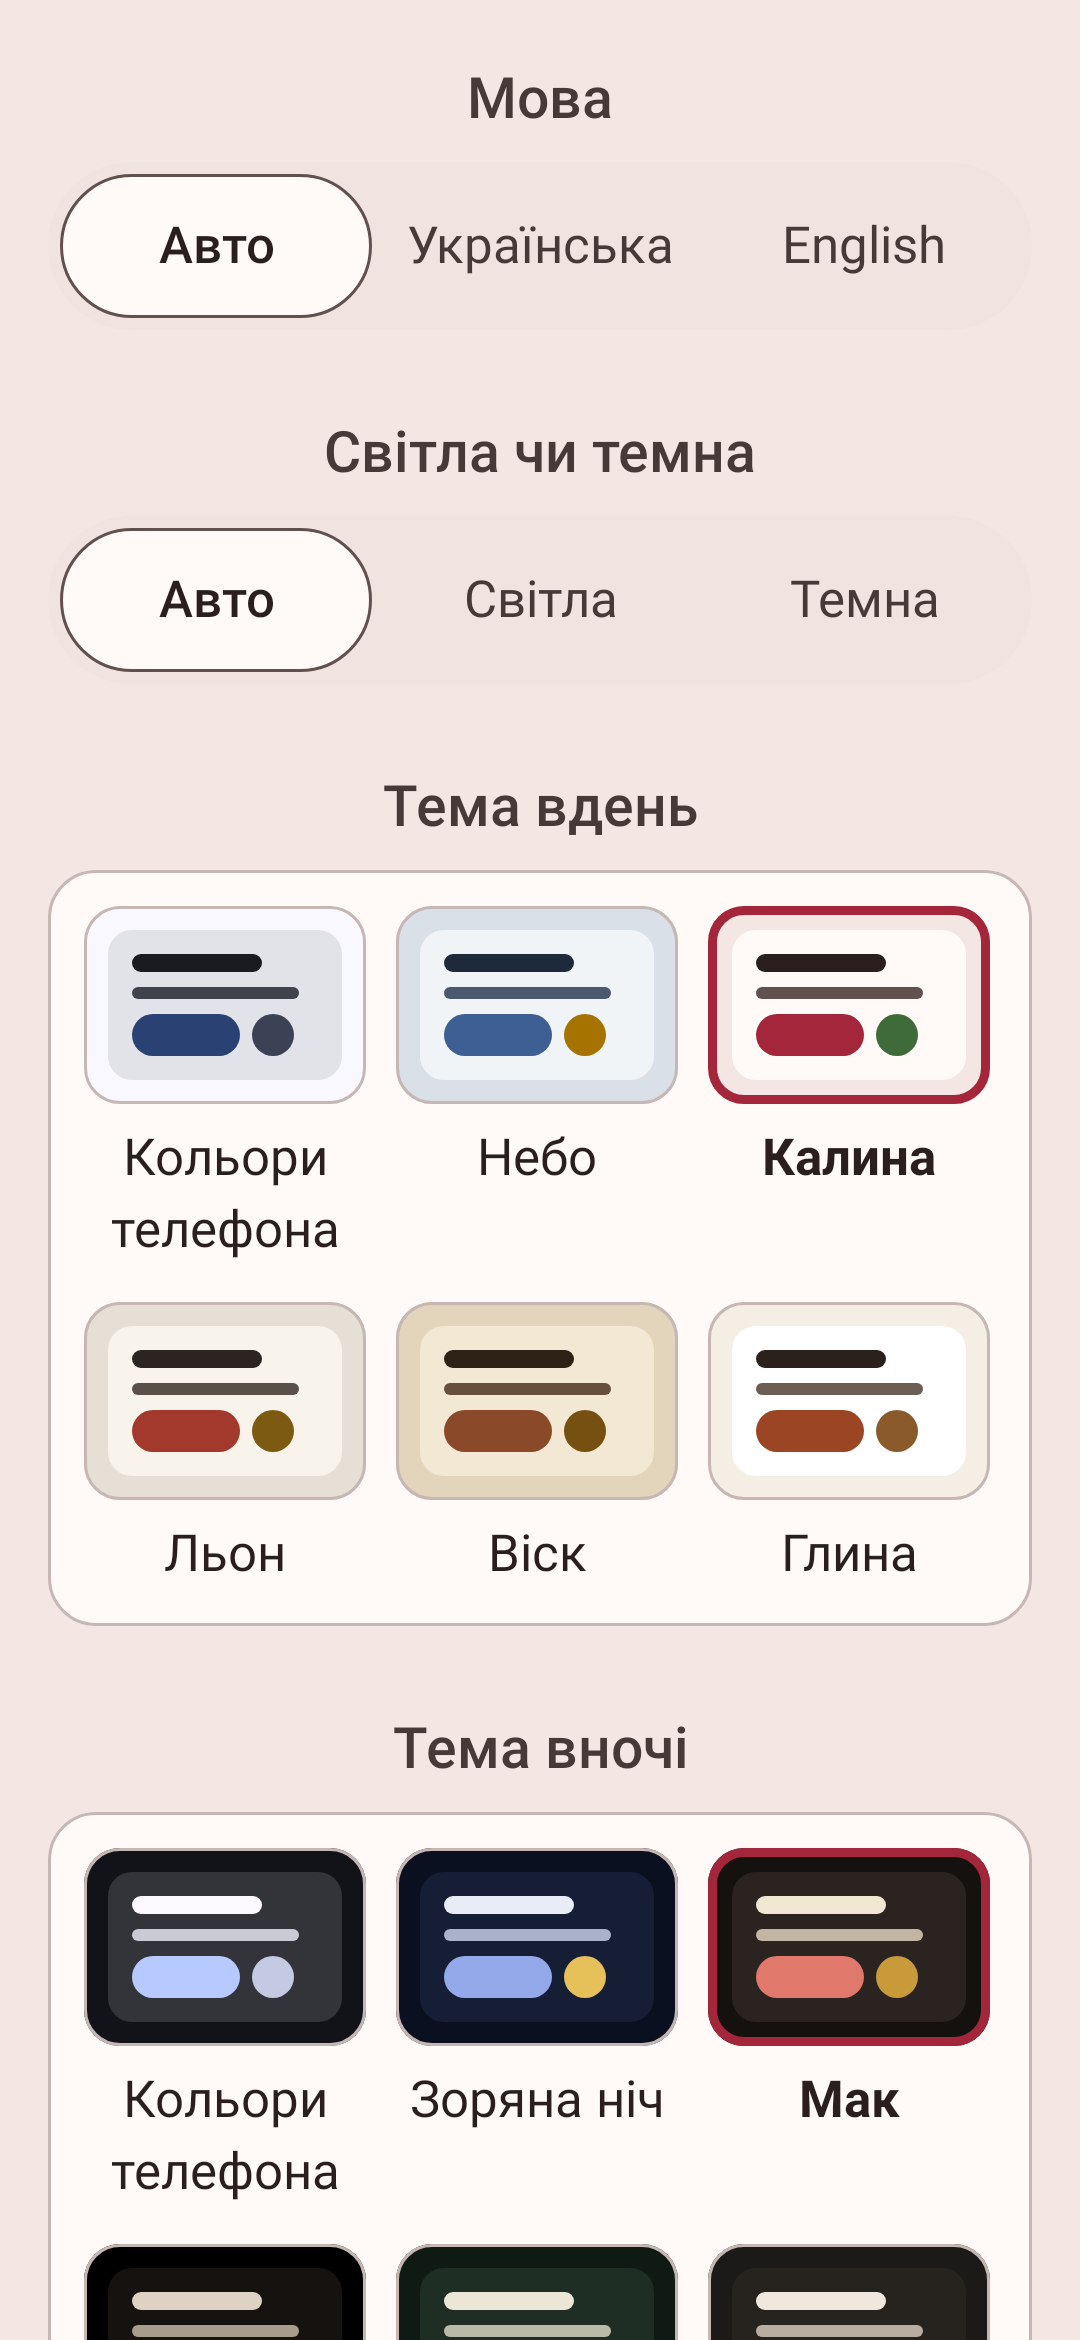 Мова
Авто Українська English
Світла чи темна
Авто Світла Темна
Тема вдень
Кольори телефона
Небо
Калина
Льон
Віск
Глина
Тема вночі
Кольори телефона
Зоряна ніч
Мак